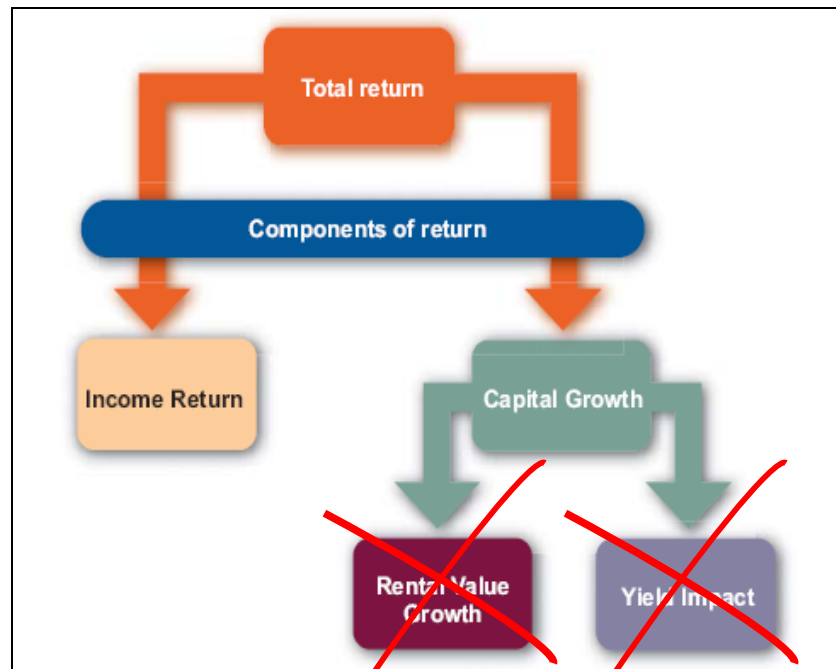 Total return
Components of return
Income Return
Capital Growth
Rental Value
Growth
Yield Impact